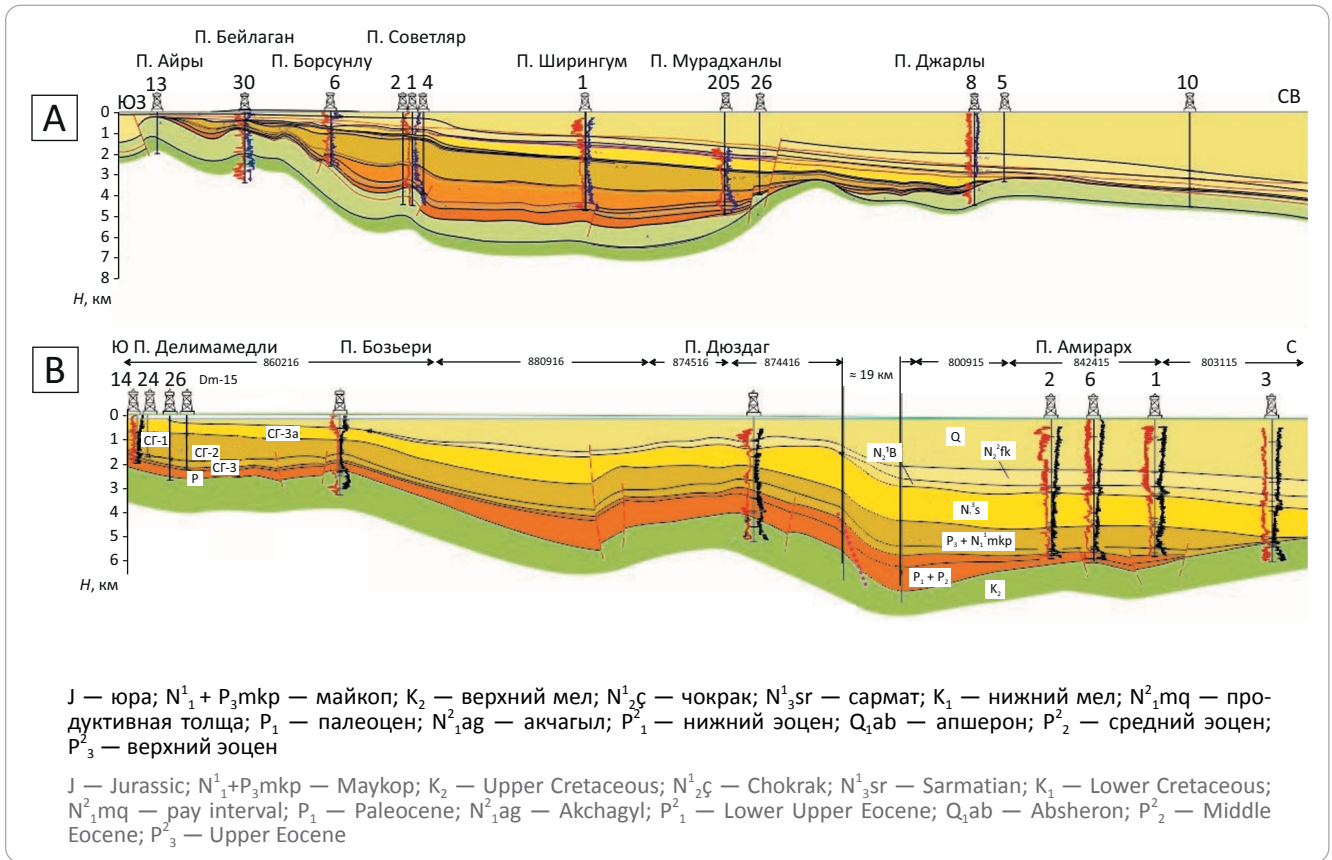 П. Бейлаган П. Советляр
П. Айры П. Борсунлу П. Ширингум П. Мурадханлы П. Джарлы
13 30 6 2 1 4 1 205 26 8 5 10
A ЮЗ СВ
0
1
2
3
4
5
6
7
8
H, км
B Ю П. Делимамедли П. Бозьери П. Дюздаг П. Амирарх С
860216 880916 874516 874416 ≈ 19 км 800915 842415 803115
14 24 26 Dm-15 2 6 1 3
0
1
2
3
4
5
6
H, км
СГ-1 СГ-3а
СГ-2
СГ-3
P
Q
N₂¹B N₂²fk
N₁³s
P₃ + N₁¹mkp
P₁ + P₂
K₂
J — юра; N¹₁ + P₃mkp — майкоп; K₂ — верхний мел; N¹₂ç — чокрак; N¹₃sr — сармат; K₁ — нижний мел; N²₁mq — про-
дуктивная толща; P₁ — палеоцен; N²₁ag — акчагыл; P²₁ — нижний эоцен; Q₁ab — апшерон; P²₂ — средний эоцен;
P²₃ — верхний эоцен
J — Jurassic; N¹₁+P₃mkp — Maykop; K₂ — Upper Cretaceous; N¹₂ç — Chokrak; N¹₃sr — Sarmatian; K₁ — Lower Cretaceous;
N²₁mq — pay interval; P₁ — Paleocene; N²₁ag — Akchagyl; P²₁ — Lower Upper Eocene; Q₁ab — Absheron; P²₂ — Middle
Eocene; P²₃ — Upper Eocene